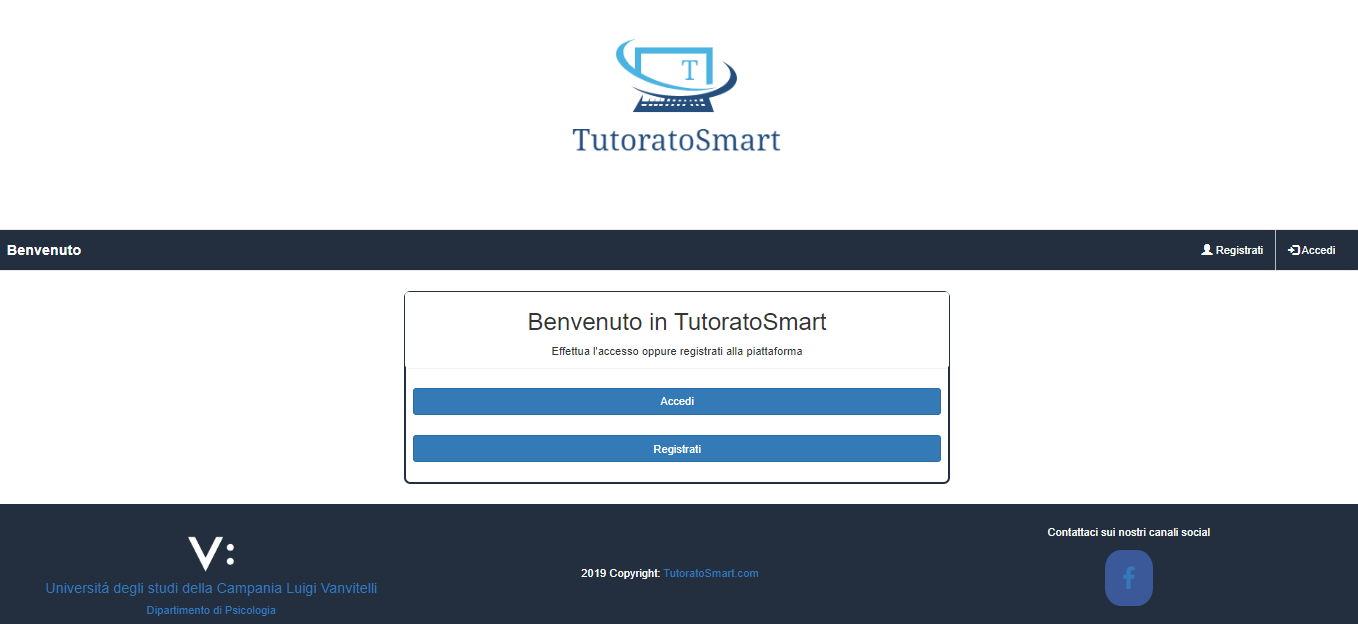 T
TutoratoSmart
Benvenuto
Registrati
Accedi
Benvenuto in TutoratoSmart
Effettua l'accesso oppure registrati alla piattaforma
Accedi
Registrati
V:
Universitá degli studi della Campania Luigi Vanvitelli
Dipartimento di Psicologia
2019 Copyright: TutoratoSmart.com
Contattaci sui nostri canali social
f